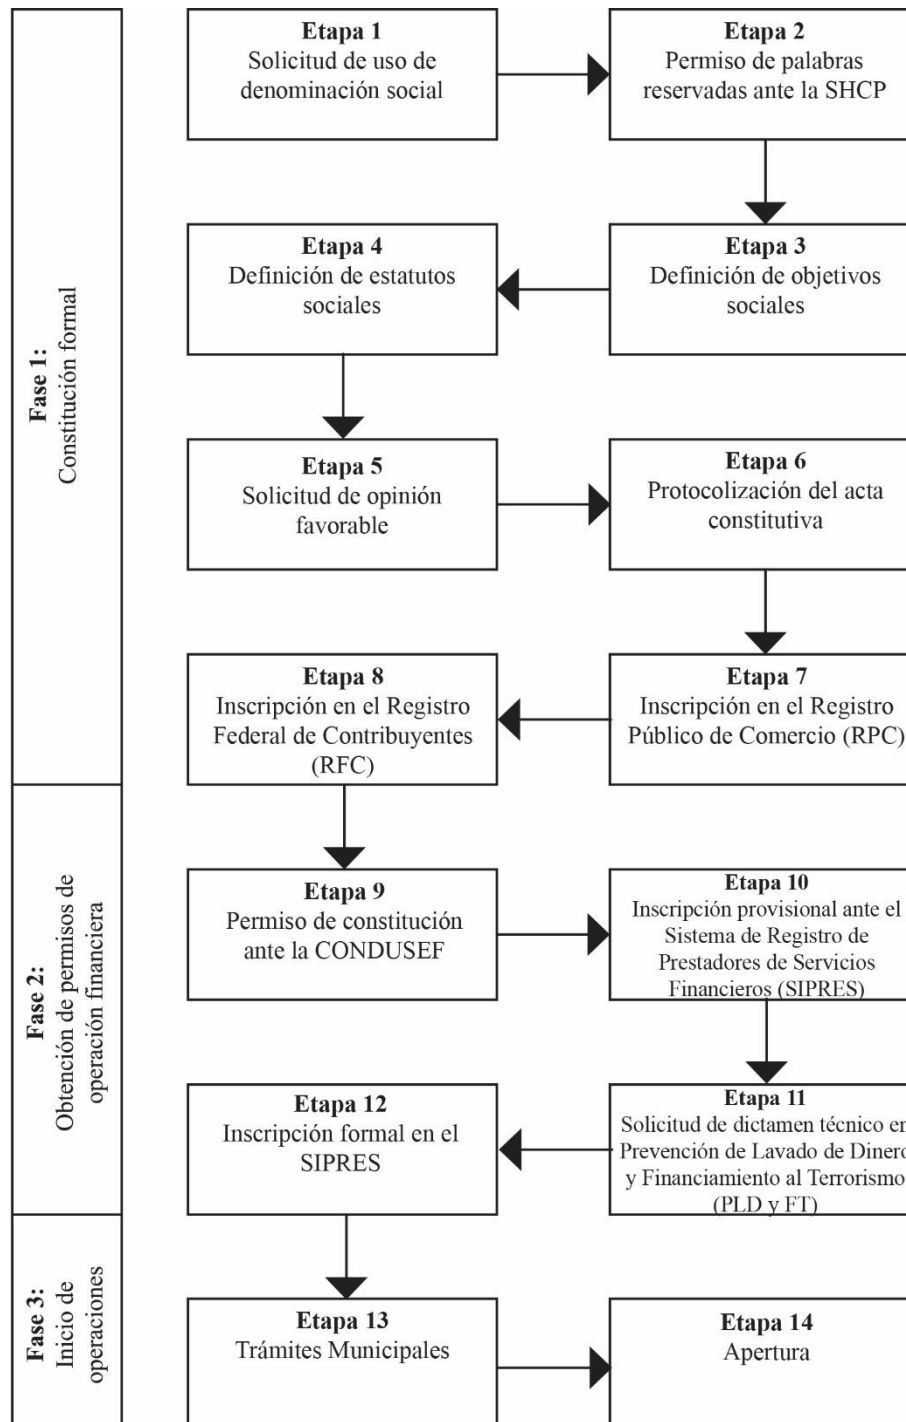 Fase 1:
Constitución formal
Etapa 1
Solicitud de uso de
denominación social
Etapa 2
Permiso de palabras
reservadas ante la SHCP
Etapa 4
Definición de estatutos
sociales
Etapa 3
Definición de objetivos
sociales
Etapa 5
Solicitud de opinión
favorable
Etapa 6
Protocolización del acta
constitutiva
Etapa 8
Inscripción en el Registro
Federal de Contribuyentes
(RFC)
Etapa 7
Inscripción en el Registro
Público de Comercio (RPC)
Fase 2:
Obtención de permisos de
operación financiera
Etapa 9
Permiso de constitución
ante la CONDUSEF
Etapa 10
Inscripción provisional ante el
Sistema de Registro de
Prestadores de Servicios
Financieros (SIPRES)
Etapa 12
Inscripción formal en el
SIPRES
Etapa 11
Solicitud de dictamen técnico en
Prevención de Lavado de Dinero
y Financiamiento al Terrorismo
(PLD y FT)
Fase 3:
Inicio de
operaciones
Etapa 13
Trámites Municipales
Etapa 14
Apertura